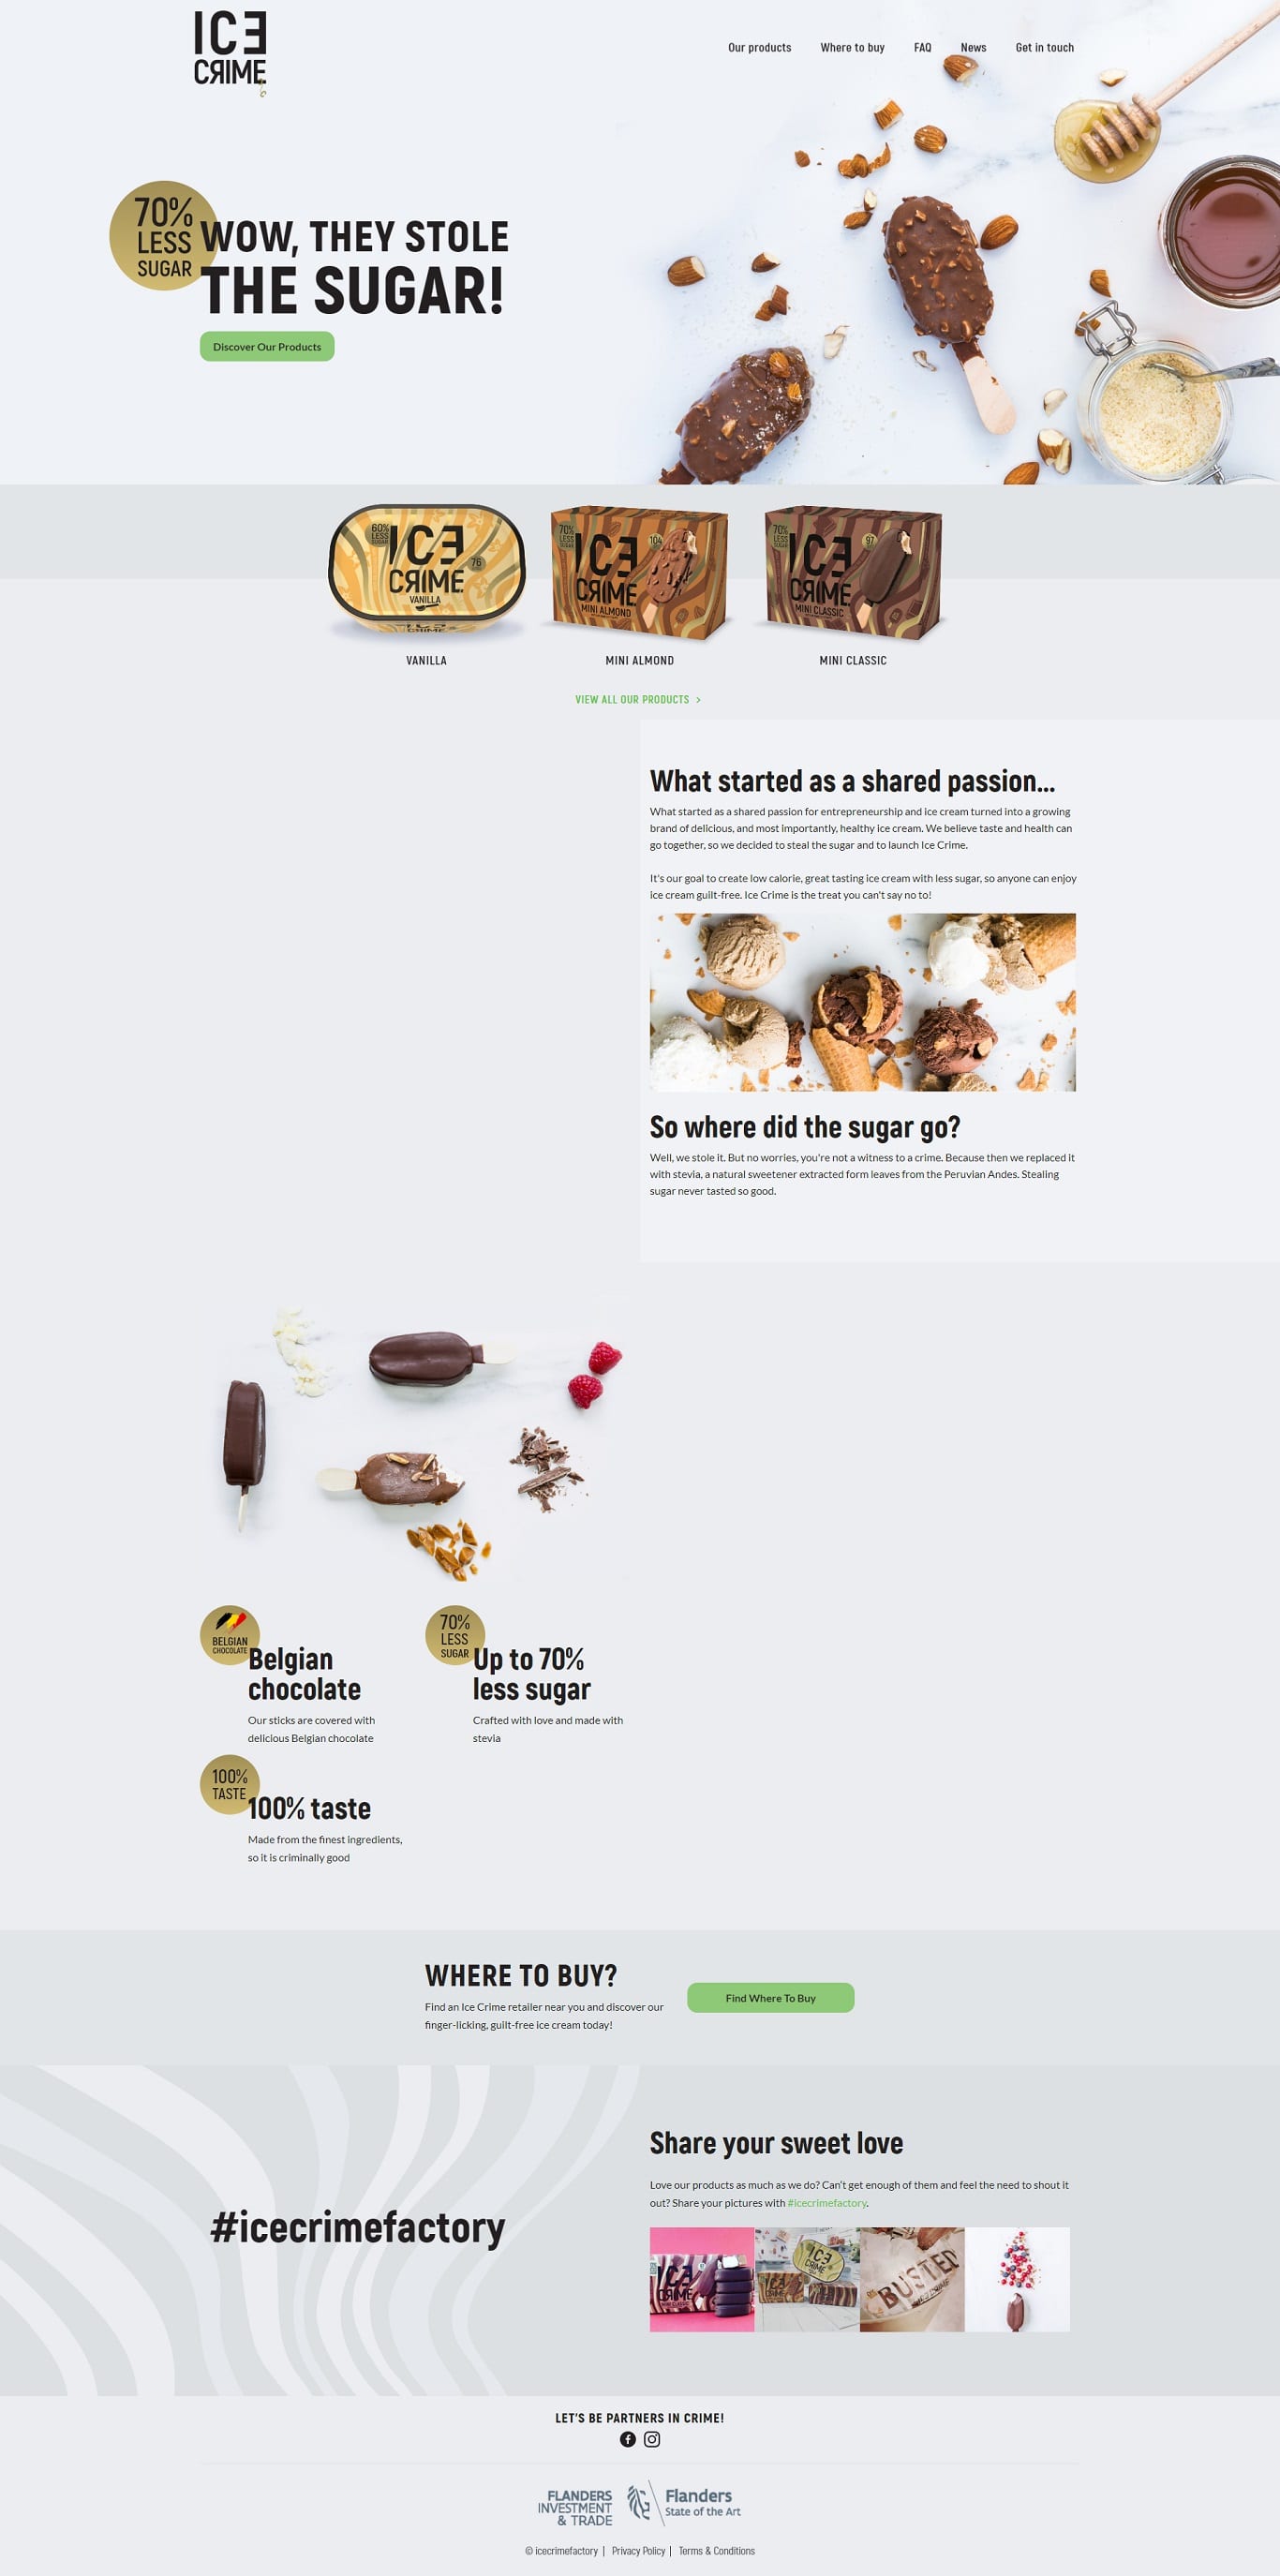 ICE
CRIME
Our products
Where to buy
FAQ
News
Get in touch
70%
LESS
SUGAR
WOW, THEY STOLE
THE SUGAR!
Discover Our Products
60%
LESS
SUGAR
ICE
CRIME
76
VANILLA
70%
LESS
SUGAR
ICE
CRIME
104
MINI ALMOND
70%
LESS
SUGAR
ICE
CRIME
97
MINI CLASSIC
VANILLA
MINI ALMOND
MINI CLASSIC
VIEW ALL OUR PRODUCTS >
What started as a shared passion...
What started as a shared passion for entrepreneurship and ice cream turned into a growing
brand of delicious, and most importantly, healthy ice cream. We believe taste and health can
go together, so we decided to steal the sugar and to launch Ice Crime.
It's our goal to create low calorie, great tasting ice cream with less sugar, so anyone can enjoy
ice cream guilt-free. Ice Crime is the treat you can't say no to!
So where did the sugar go?
Well, we stole it. But no worries, you're not a witness to a crime. Because then we replaced it
with stevia, a natural sweetener extracted form leaves from the Peruvian Andes. Stealing
sugar never tasted so good.
BELGIAN
CHOCOLATE
Belgian
chocolate
Our sticks are covered with
delicious Belgian chocolate
70%
LESS
SUGAR
Up to 70%
less sugar
Crafted with love and made with
stevia
100%
TASTE
100% taste
Made from the finest ingredients,
so it is criminally good
WHERE TO BUY?
Find an Ice Crime retailer near you and discover our
finger-licking, guilt-free ice cream today!
Find Where To Buy
#icecrimefactory
Share your sweet love
Love our products as much as we do? Can't get enough of them and feel the need to shout it
out? Share your pictures with #icecrimefactory.
ICE
CRIME
ICE
CRIME
BUSTED
LET'S BE PARTNERS IN CRIME!
FLANDERS
INVESTMENT
& TRADE
Flanders
State of the Art
© icecrimefactory | Privacy Policy | Terms & Conditions